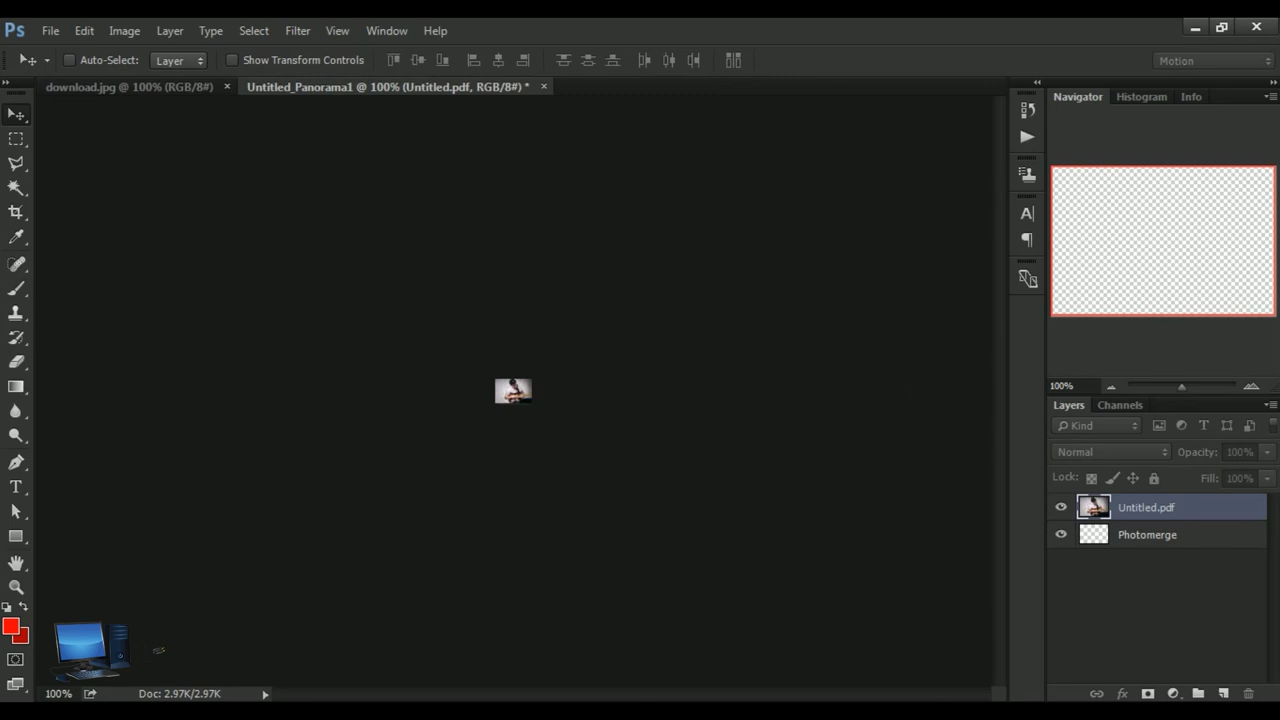 Ps File Edit Image Layer Type Select Filter View Window Help
Auto-Select: Layer Show Transform Controls Motion
download.jpg @ 100% (RGB/8#) × Untitled_Panorama1 @ 100% (Untitled.pdf, RGB/8#) * ×
Navigator Histogram Info
100%
Layers Channels
Kind
Normal Opacity: 100%
Lock: Fill: 100%
Untitled.pdf
Photomerge
100% Doc: 2.97K/2.97K